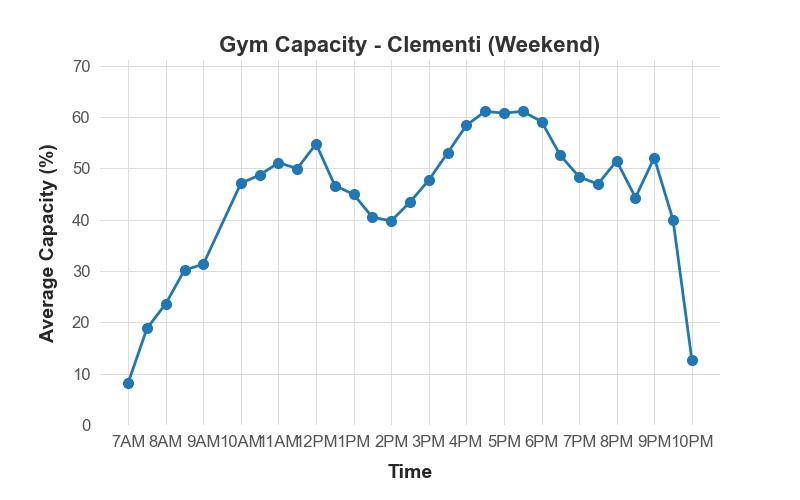 Gym Capacity - Clementi (Weekend)
70
60
50
40
30
20
10
0
Average Capacity (%)
7AM 8AM 9AM 10AM 11AM 12PM 1PM 2PM 3PM 4PM 5PM 6PM 7PM 8PM 9PM 10PM
Time